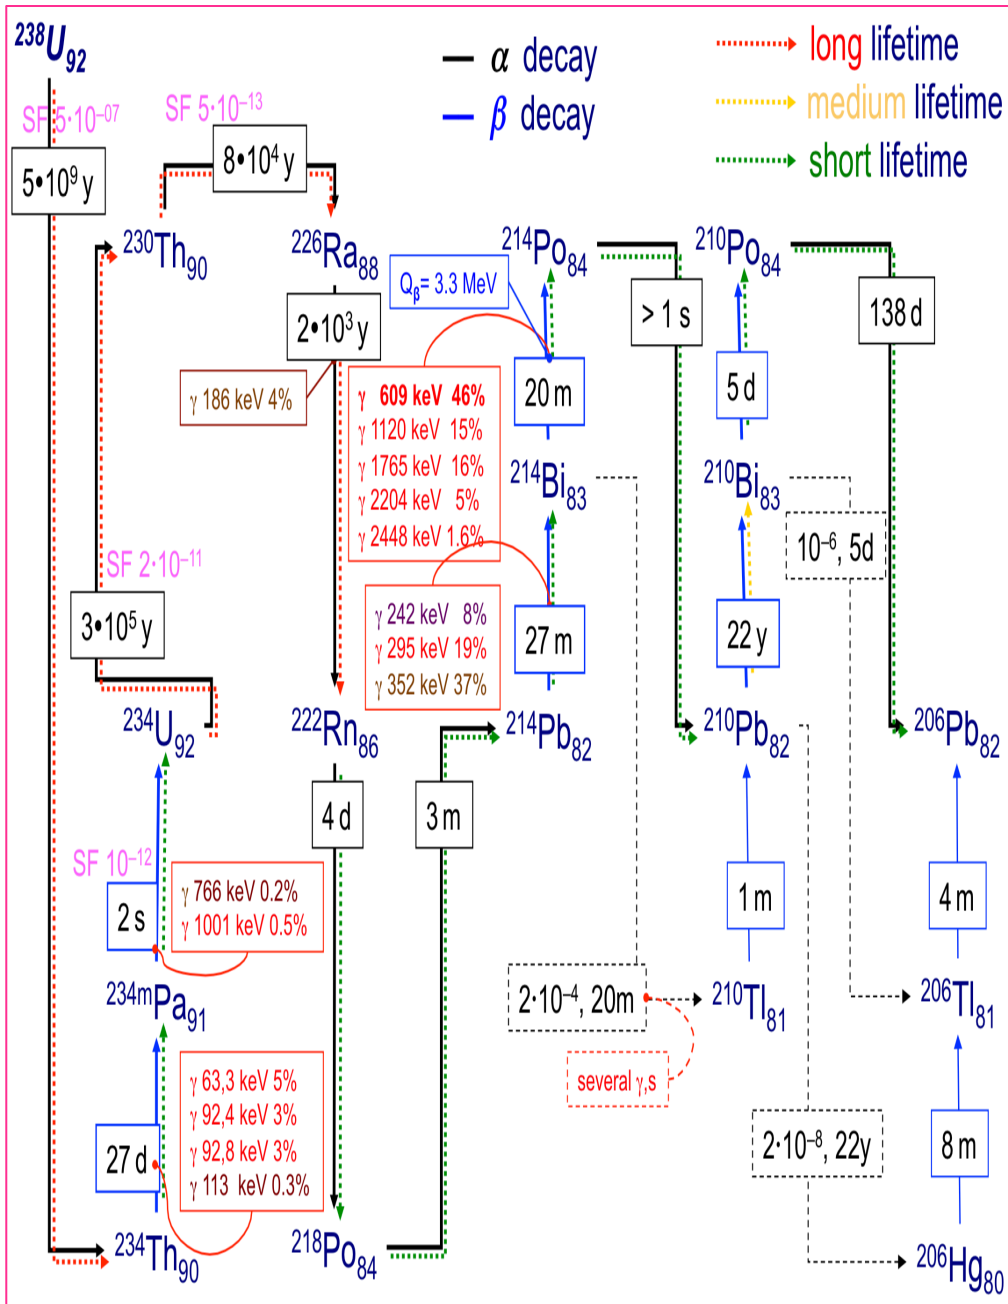 ²³⁸U₉₂
α decay
β decay
long lifetime
medium lifetime
short lifetime
SF 5·10⁻⁰⁷
SF 5·10⁻¹³
5•10⁹ y
8•10⁴ y
²³⁰Th₉₀
²²⁶Ra₈₈
²¹⁴Po₈₄
²¹⁰Po₈₄
Qᵦ= 3.3 MeV
2•10³ y
> 1 s
138 d
γ 186 keV 4%
γ 609 keV 46%
γ 1120 keV 15%
γ 1765 keV 16%
γ 2204 keV 5%
γ 2448 keV 1.6%
20 m
5 d
²¹⁴Bi₈₃
²¹⁰Bi₈₃
10⁻⁶, 5d
SF 2·10⁻¹¹
3•10⁵ y
γ 242 keV 8%
γ 295 keV 19%
γ 352 keV 37%
27 m
22 y
²³⁴U₉₂
²²²Rn₈₆
²¹⁴Pb₈₂
²¹⁰Pb₈₂
²⁰⁶Pb₈₂
4 d
3 m
SF 10⁻¹²
2 s
γ 766 keV 0.2%
γ 1001 keV 0.5%
1 m
4 m
²³⁴ᵐPa₉₁
2·10⁻⁴, 20m
²¹⁰Tl₈₁
²⁰⁶Tl₈₁
several γ,s
γ 63,3 keV 5%
γ 92,4 keV 3%
γ 92,8 keV 3%
γ 113 keV 0.3%
27 d
2·10⁻⁸, 22y
8 m
²³⁴Th₉₀
²¹⁸Po₈₄
²⁰⁶Hg₈₀